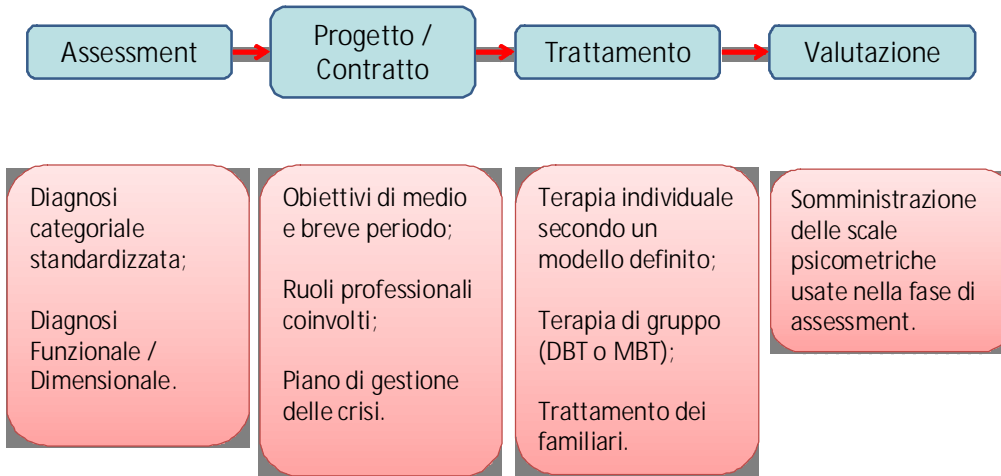 Assessment
Progetto /
Contratto
Trattamento
Valutazione
Diagnosi
categoriale
standardizzata;
Diagnosi
Funzionale /
Dimensionale.
Obiettivi di medio
e breve periodo;
Ruoli professionali
coinvolti;
Piano di gestione
delle crisi.
Terapia individuale
secondo un
modello definito;
Terapia di gruppo
(DBT o MBT);
Trattamento dei
familiari.
Somministrazione
delle scale
psicometriche
usate nella fase di
assessment.